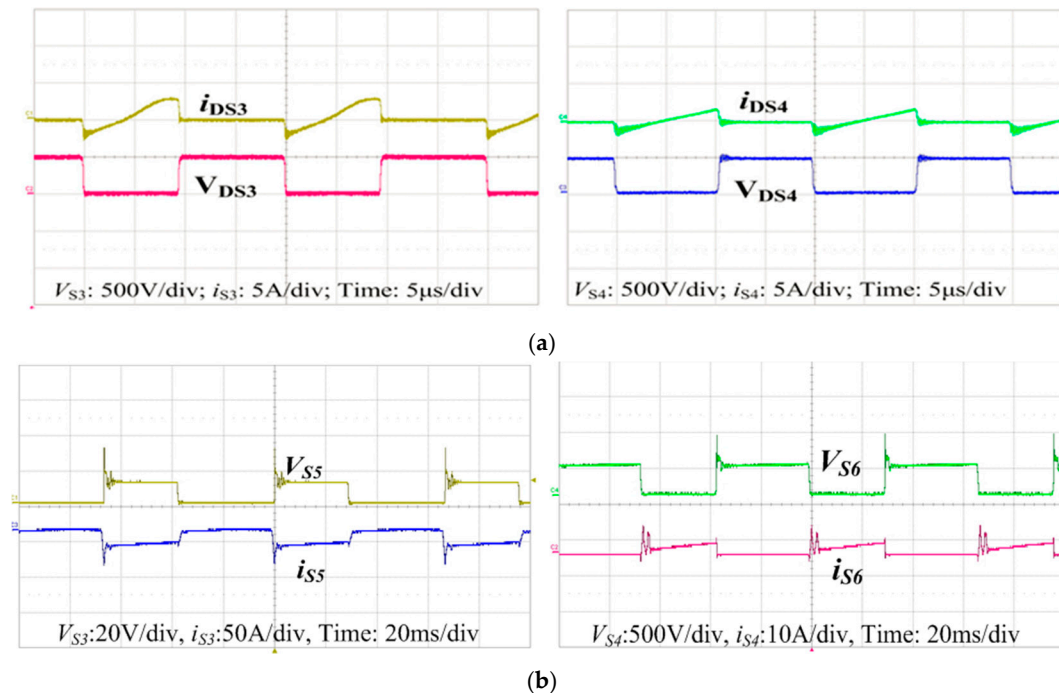 iDS3
VDS3
VS3: 500V/div; iS3: 5A/div; Time: 5μs/div
iDS4
VDS4
VS4: 500V/div; iS4: 5A/div; Time: 5μs/div
(a)
VS5
iS5
VS3:20V/div, iS3:50A/div, Time: 20ms/div
VS6
iS6
VS4:500V/div, iS4:10A/div, Time: 20ms/div
(b)